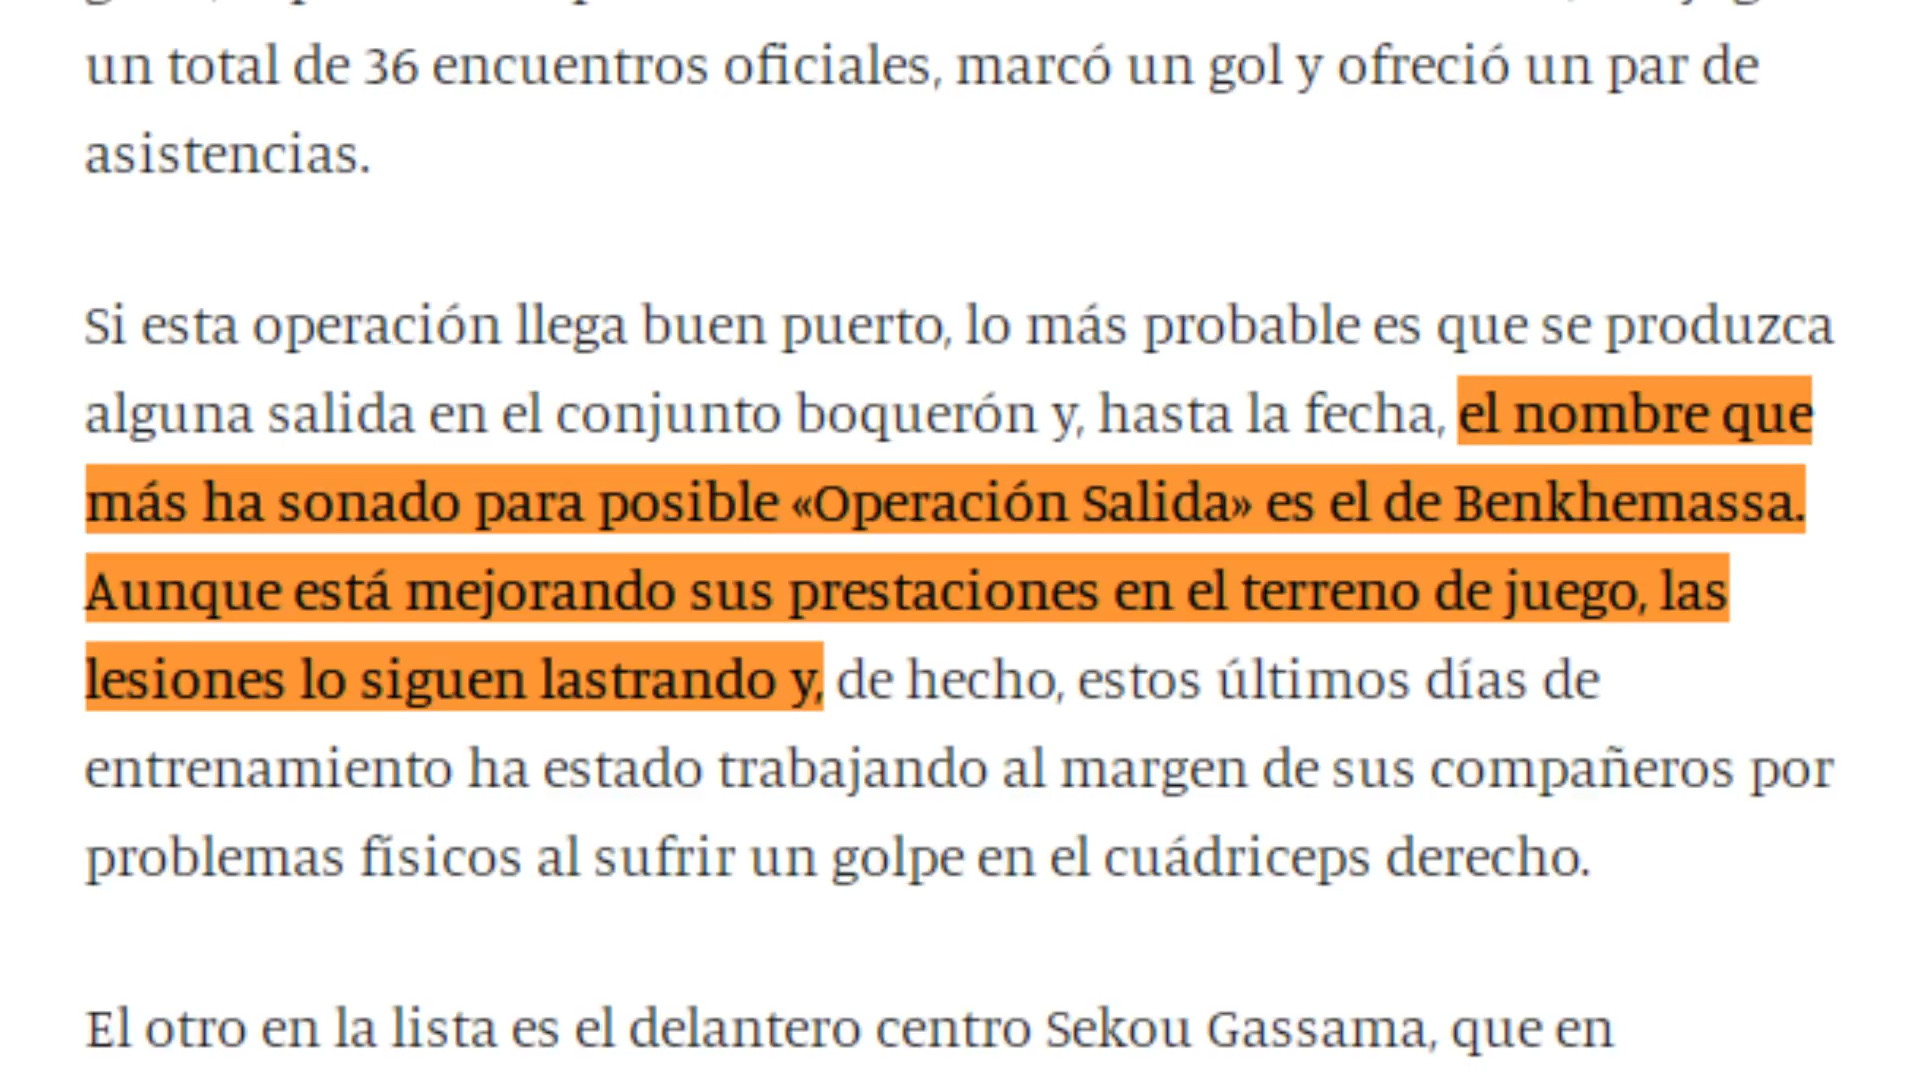 un total de 36 encuentros oficiales, marcó un gol y ofreció un par de
asistencias.
Si esta operación llega buen puerto, lo más probable es que se produzca
alguna salida en el conjunto boquerón y, hasta la fecha, el nombre que
más ha sonado para posible «Operación Salida» es el de Benkhemassa.
Aunque está mejorando sus prestaciones en el terreno de juego, las
lesiones lo siguen lastrando y, de hecho, estos últimos días de
entrenamiento ha estado trabajando al margen de sus compañeros por
problemas físicos al sufrir un golpe en el cuádriceps derecho.
El otro en la lista es el delantero centro Sekou Gassama, que en